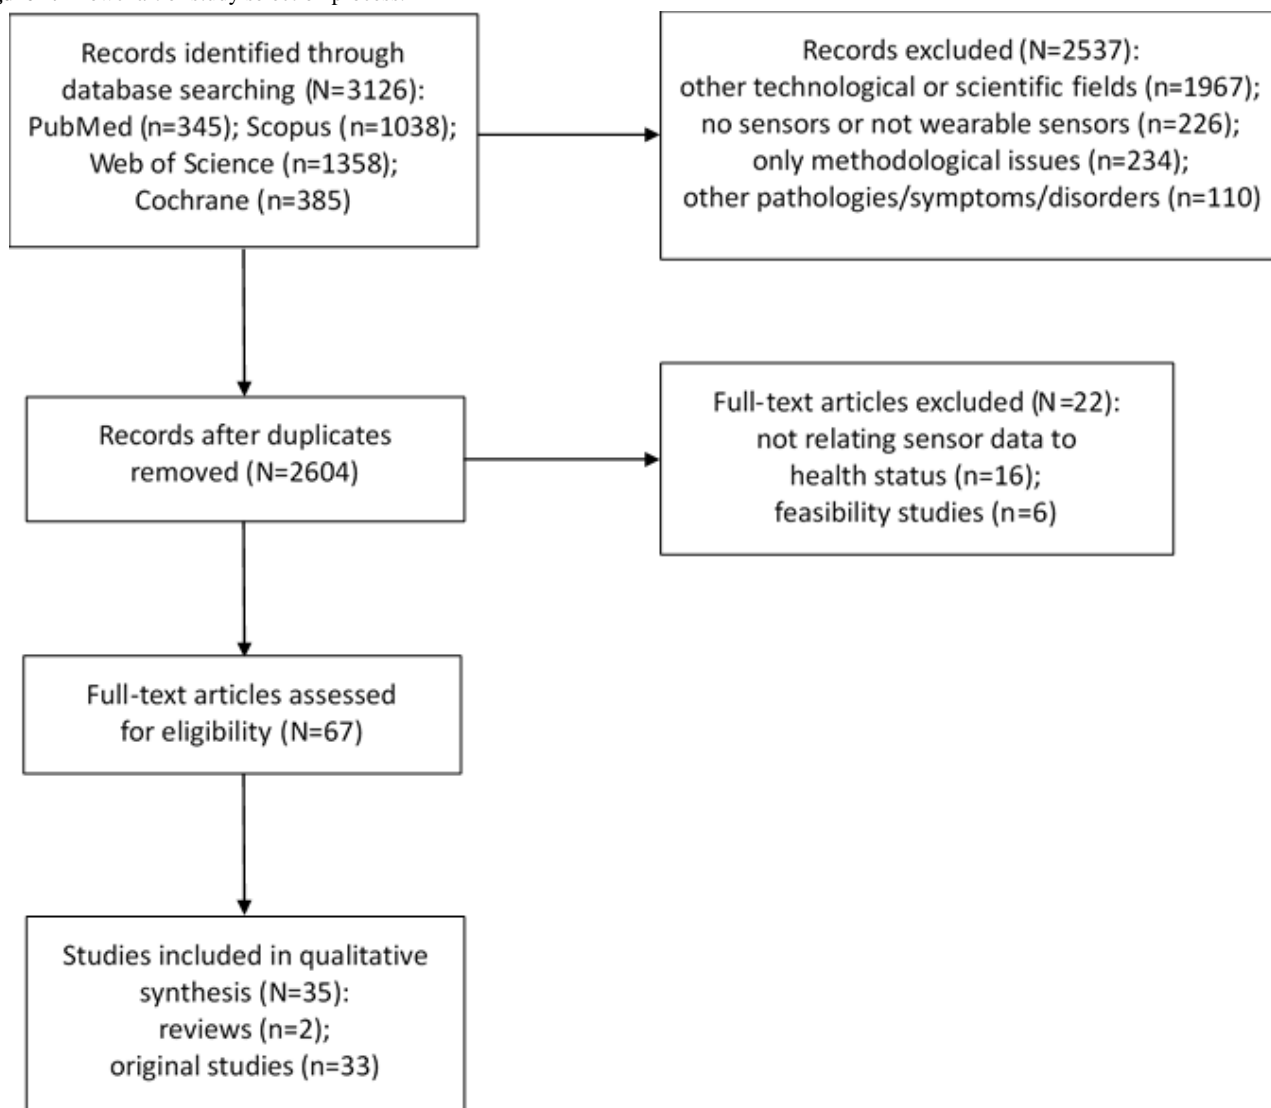 Records identified through
database searching (N=3126):
PubMed (n=345); Scopus (n=1038);
Web of Science (n=1358);
Cochrane (n=385)
Records excluded (N=2537):
other technological or scientific fields (n=1967);
no sensors or not wearable sensors (n=226);
only methodological issues (n=234);
other pathologies/symptoms/disorders (n=110)
Records after duplicates
removed (N=2604)
Full-text articles excluded (N=22):
not relating sensor data to
health status (n=16);
feasibility studies (n=6)
Full-text articles assessed
for eligibility (N=67)
Studies included in qualitative
synthesis (N=35):
reviews (n=2);
original studies (n=33)